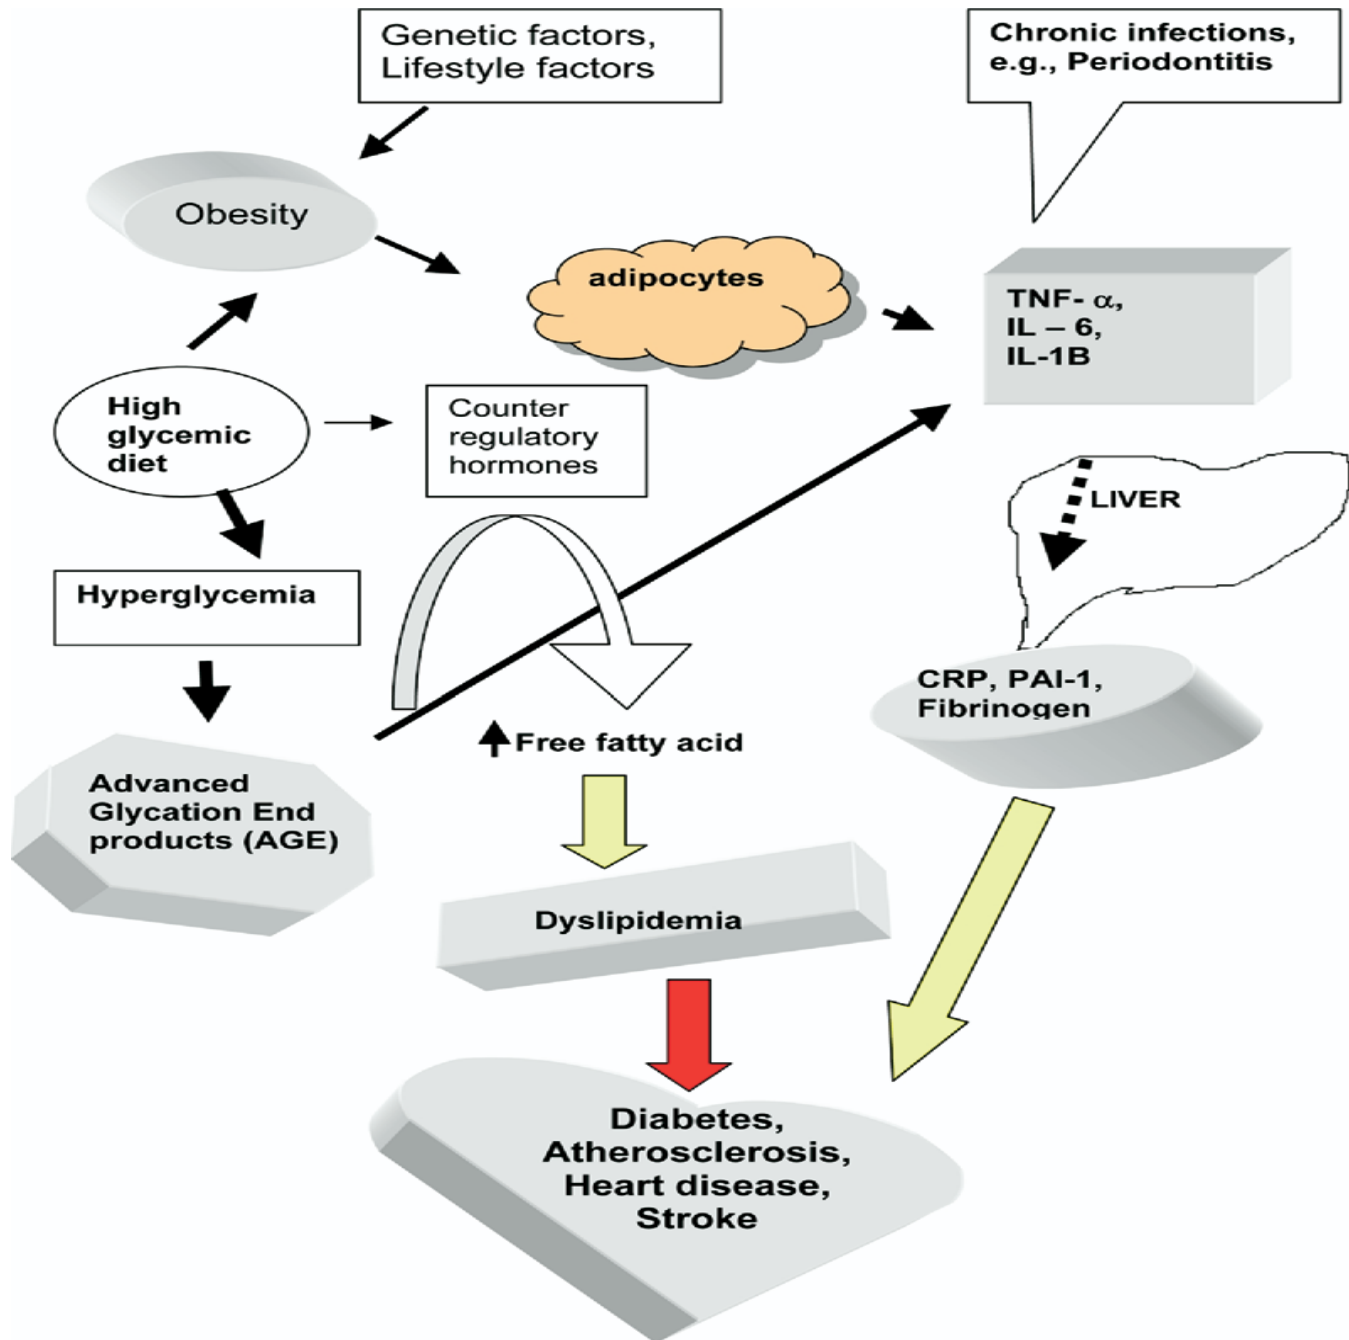 Genetic factors,
Lifestyle factors
Chronic infections,
e.g., Periodontitis
Obesity
adipocytes
TNF- α,
IL – 6,
IL-1B
High
glycemic
diet
Counter
regulatory
hormones
LIVER
Hyperglycemia
CRP, PAI-1,
Fibrinogen
Free fatty acid
Advanced
Glycation End
products (AGE)
Dyslipidemia
Diabetes,
Atherosclerosis,
Heart disease,
Stroke